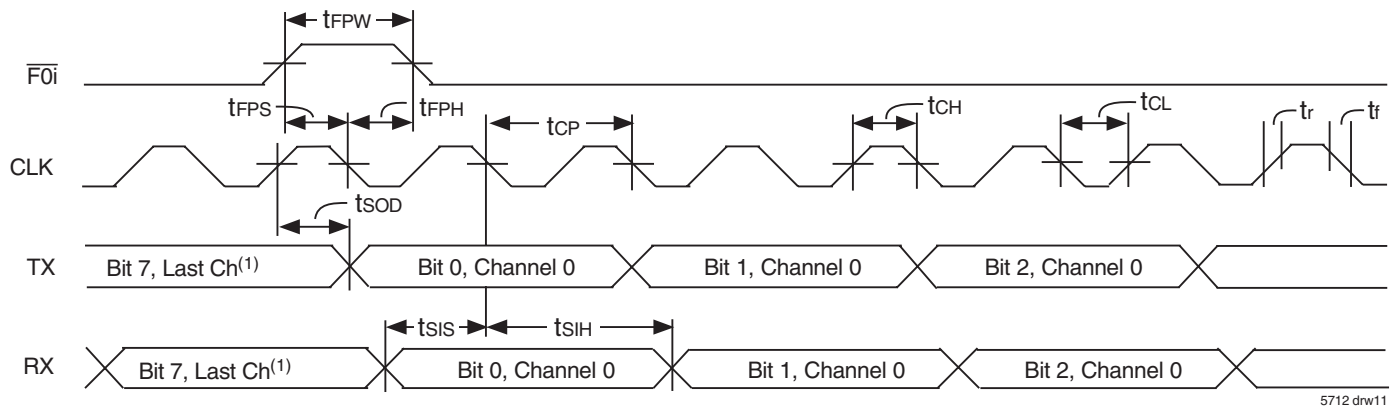 tFPW
F0i
tFPS
tFPH
tCP
tCH
tCL
tr
tf
CLK
tSOD
TX
Bit 7, Last Ch(1)
Bit 0, Channel 0
Bit 1, Channel 0
Bit 2, Channel 0
tSIS
tSIH
RX
Bit 7, Last Ch(1)
Bit 0, Channel 0
Bit 1, Channel 0
Bit 2, Channel 0
5712 drw11